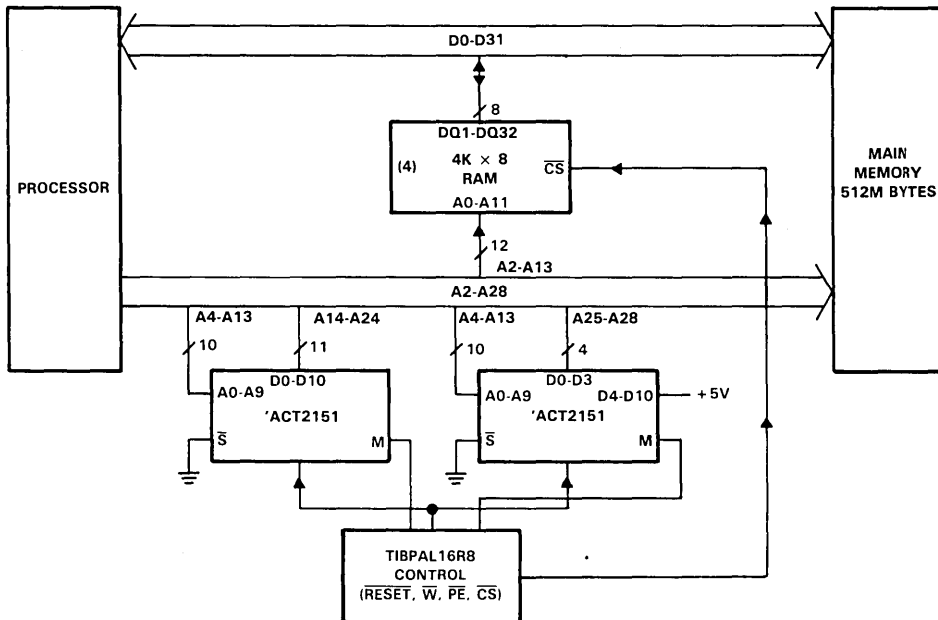 D0-D31
8
DQ1-DQ32
(4)
4K × 8
RAM
CS
A0-A11
PROCESSOR
MAIN
MEMORY
512M BYTES
12
A2-A13
A2-A28
A4-A13
A14-A24
A4-A13
A25-A28
10
11
10
4
D0-D10
A0-A9
'ACT2151
S
M
D0-D3
A0-A9
D4-D10
+5V
'ACT2151
S
M
TIBPAL16R8
CONTROL
(RESET, W, PE, CS)